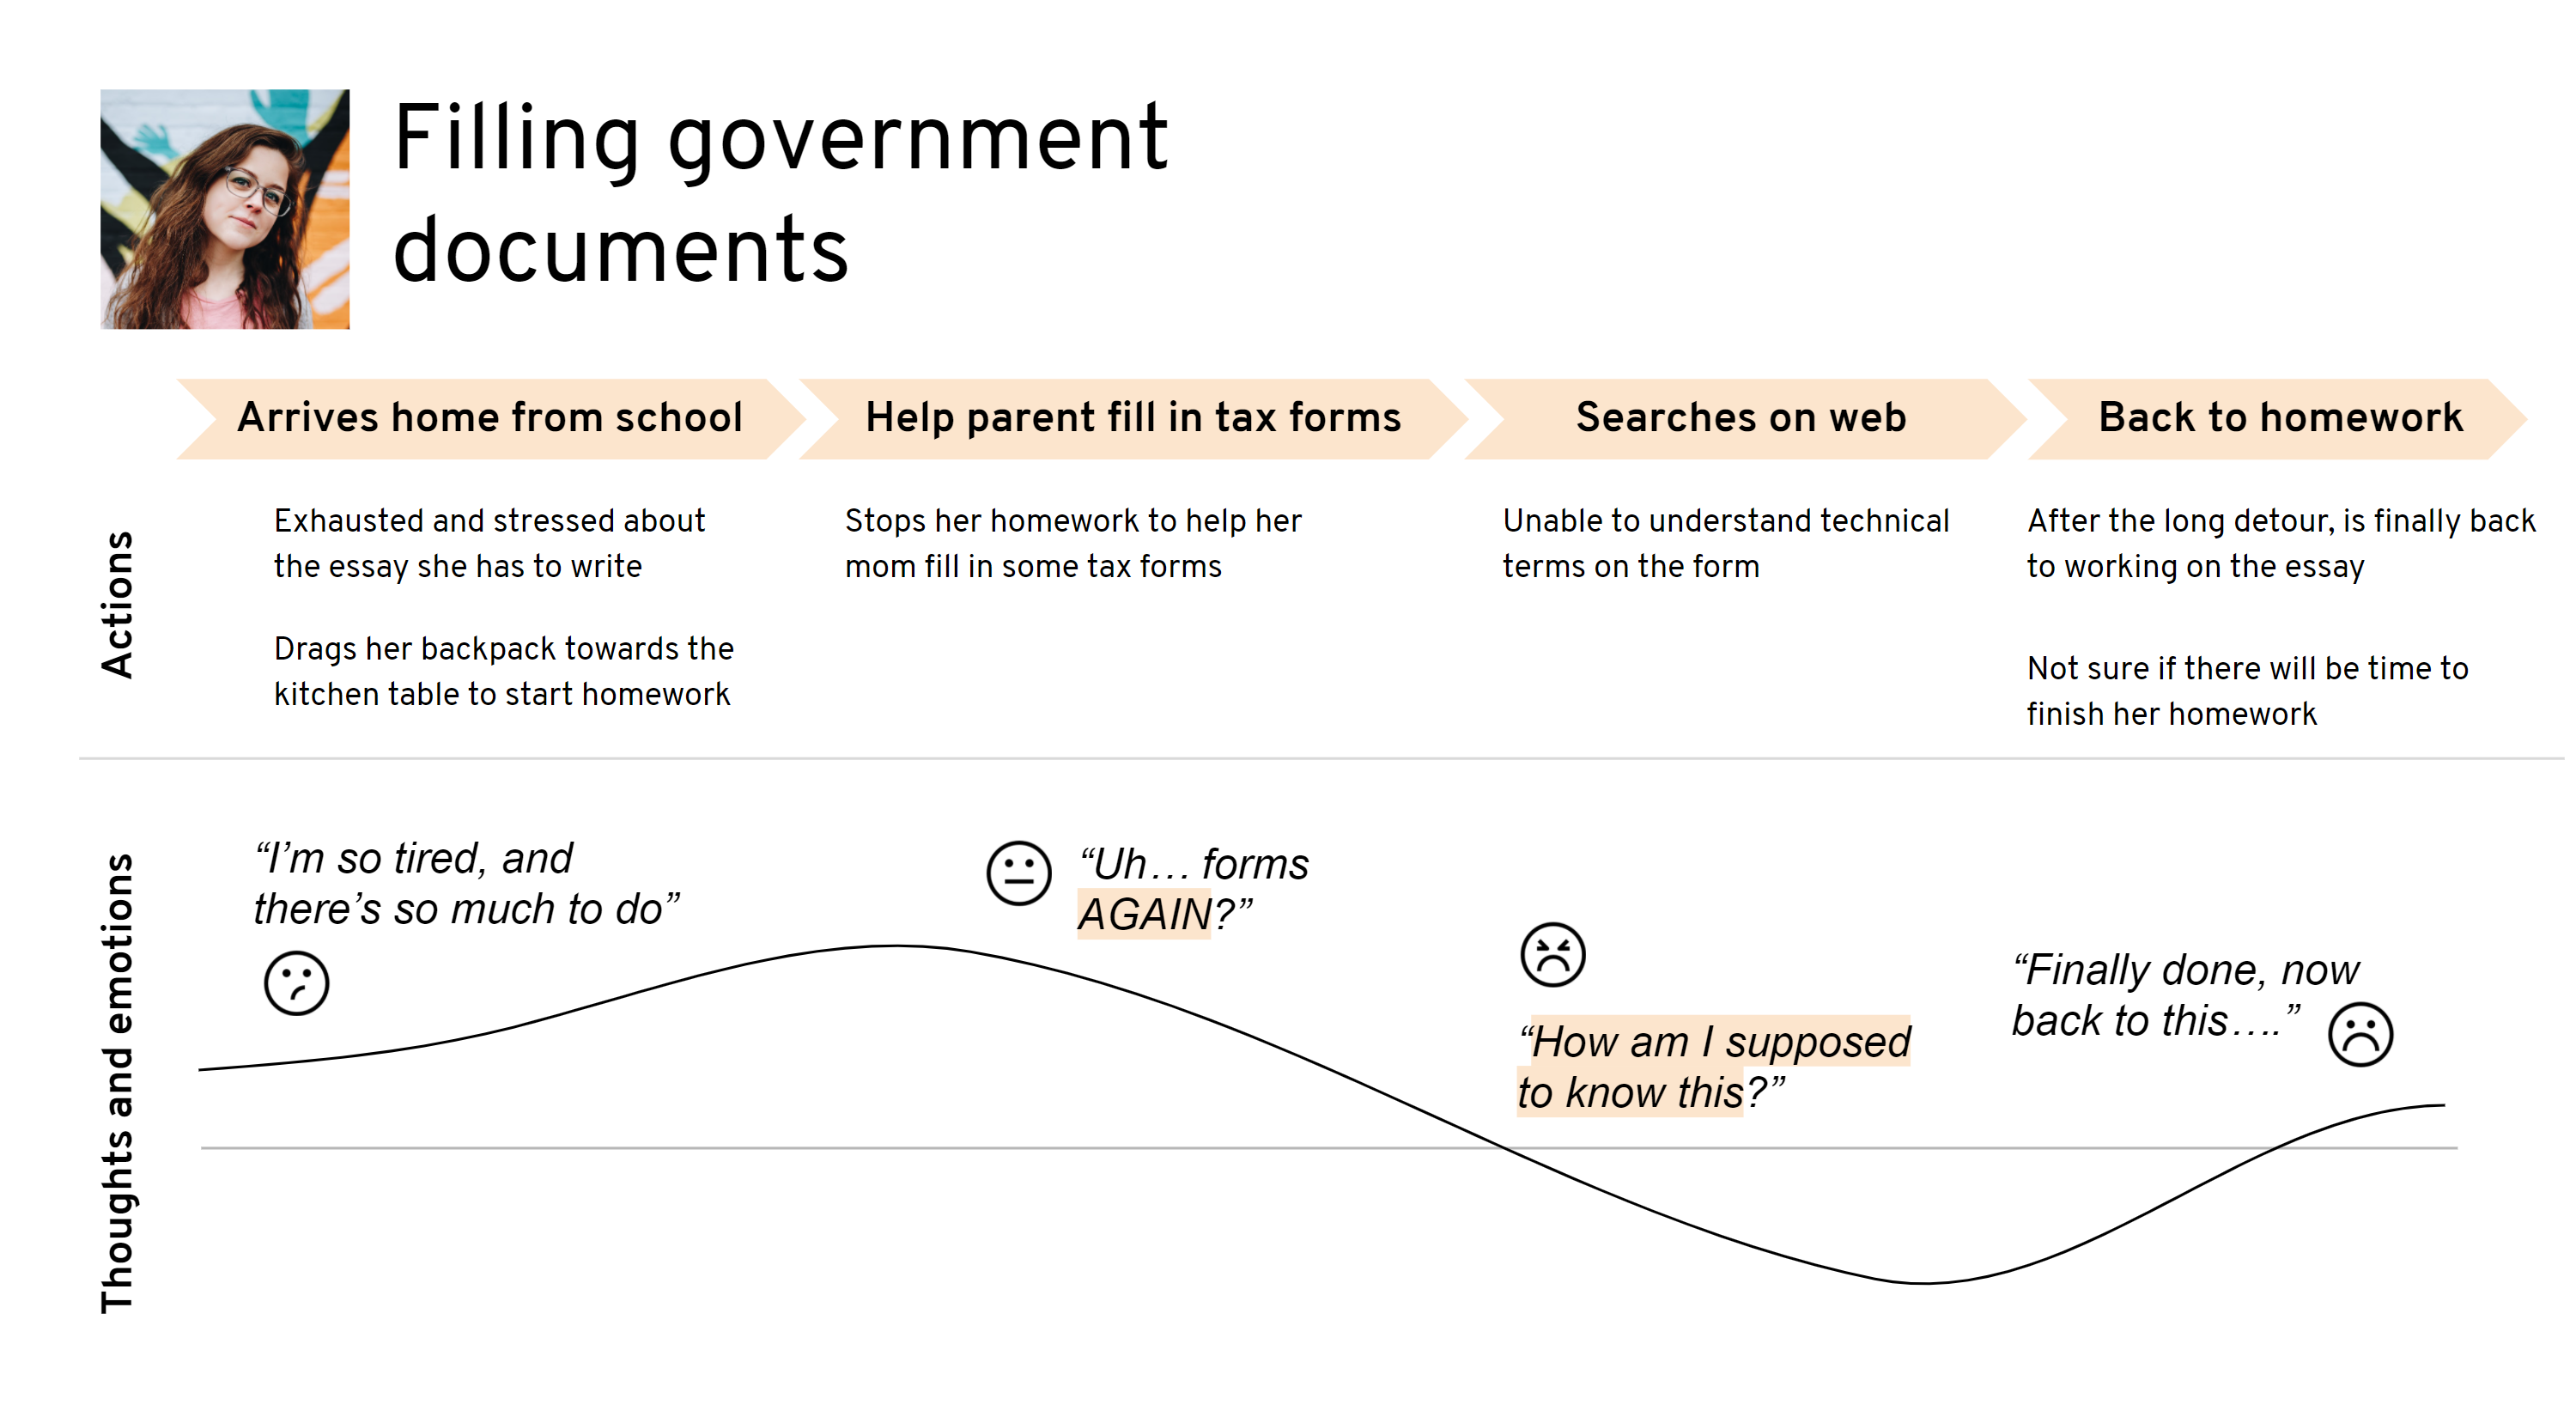 Filling government
documents
Arrives home from school
Help parent fill in tax forms
Searches on web
Back to homework
Actions
Exhausted and stressed about
the essay she has to write
Drags her backpack towards the
kitchen table to start homework
Stops her homework to help her
mom fill in some tax forms
Unable to understand technical
terms on the form
After the long detour, is finally back
to working on the essay
Not sure if there will be time to
finish her homework
Thoughts and emotions
“I’m so tired, and
there’s so much to do”
“Uh… forms
AGAIN?”
“How am I supposed
to know this?”
“Finally done, now
back to this….”